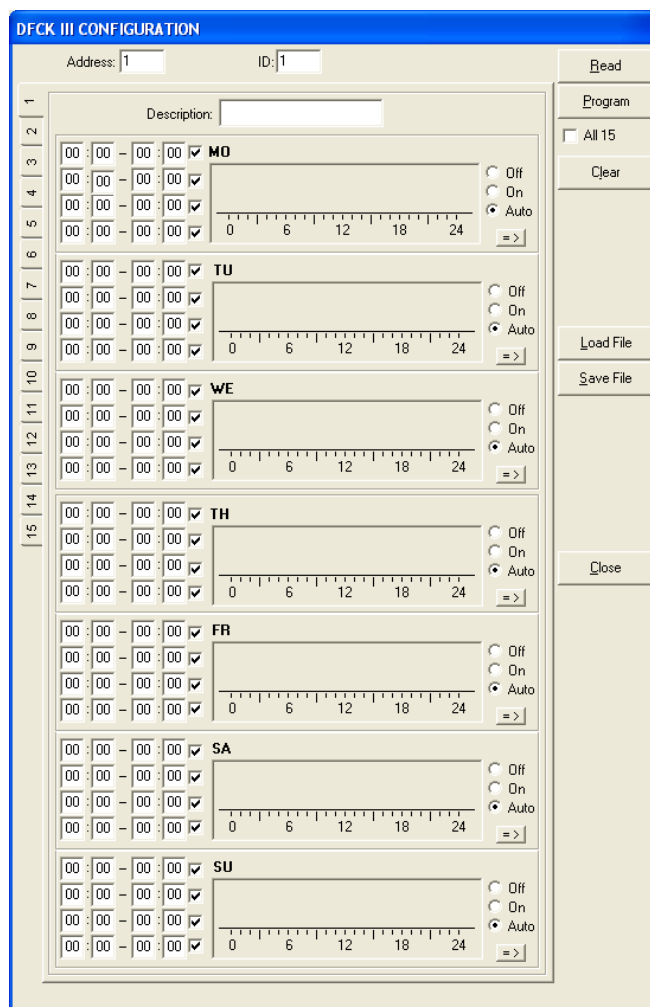 DFCK III CONFIGURATION
Address: 1 ID: 1
Read
Program
All 15
Clear
Load File
Save File
Close
1
2
3
4
5
6
7
8
9
10
11
12
13
14
15
Description:
00 : 00 – 00 : 00 MO
00 : 00 – 00 : 00
00 : 00 – 00 : 00
00 : 00 – 00 : 00
0 6 12 18 24
Off
On
Auto
= >
00 : 00 – 00 : 00 TU
00 : 00 – 00 : 00
00 : 00 – 00 : 00
00 : 00 – 00 : 00
0 6 12 18 24
Off
On
Auto
= >
00 : 00 – 00 : 00 WE
00 : 00 – 00 : 00
00 : 00 – 00 : 00
00 : 00 – 00 : 00
0 6 12 18 24
Off
On
Auto
= >
00 : 00 – 00 : 00 TH
00 : 00 – 00 : 00
00 : 00 – 00 : 00
00 : 00 – 00 : 00
0 6 12 18 24
Off
On
Auto
= >
00 : 00 – 00 : 00 FR
00 : 00 – 00 : 00
00 : 00 – 00 : 00
00 : 00 – 00 : 00
0 6 12 18 24
Off
On
Auto
= >
00 : 00 – 00 : 00 SA
00 : 00 – 00 : 00
00 : 00 – 00 : 00
00 : 00 – 00 : 00
0 6 12 18 24
Off
On
Auto
= >
00 : 00 – 00 : 00 SU
00 : 00 – 00 : 00
00 : 00 – 00 : 00
00 : 00 – 00 : 00
0 6 12 18 24
Off
On
Auto
= >